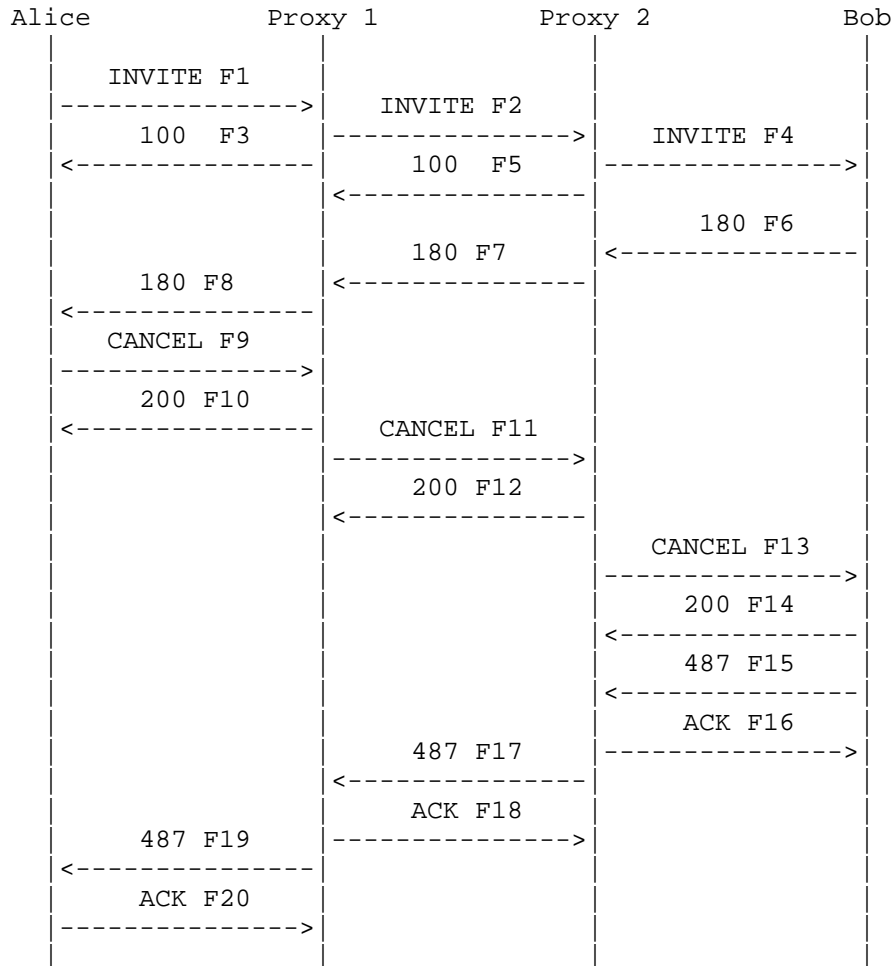 Alice Proxy 1 Proxy 2 Bob
INVITE F1
INVITE F2
100 F3
INVITE F4
100 F5
180 F6
180 F7
180 F8
CANCEL F9
200 F10
CANCEL F11
200 F12
CANCEL F13
200 F14
487 F15
ACK F16
487 F17
ACK F18
487 F19
ACK F20